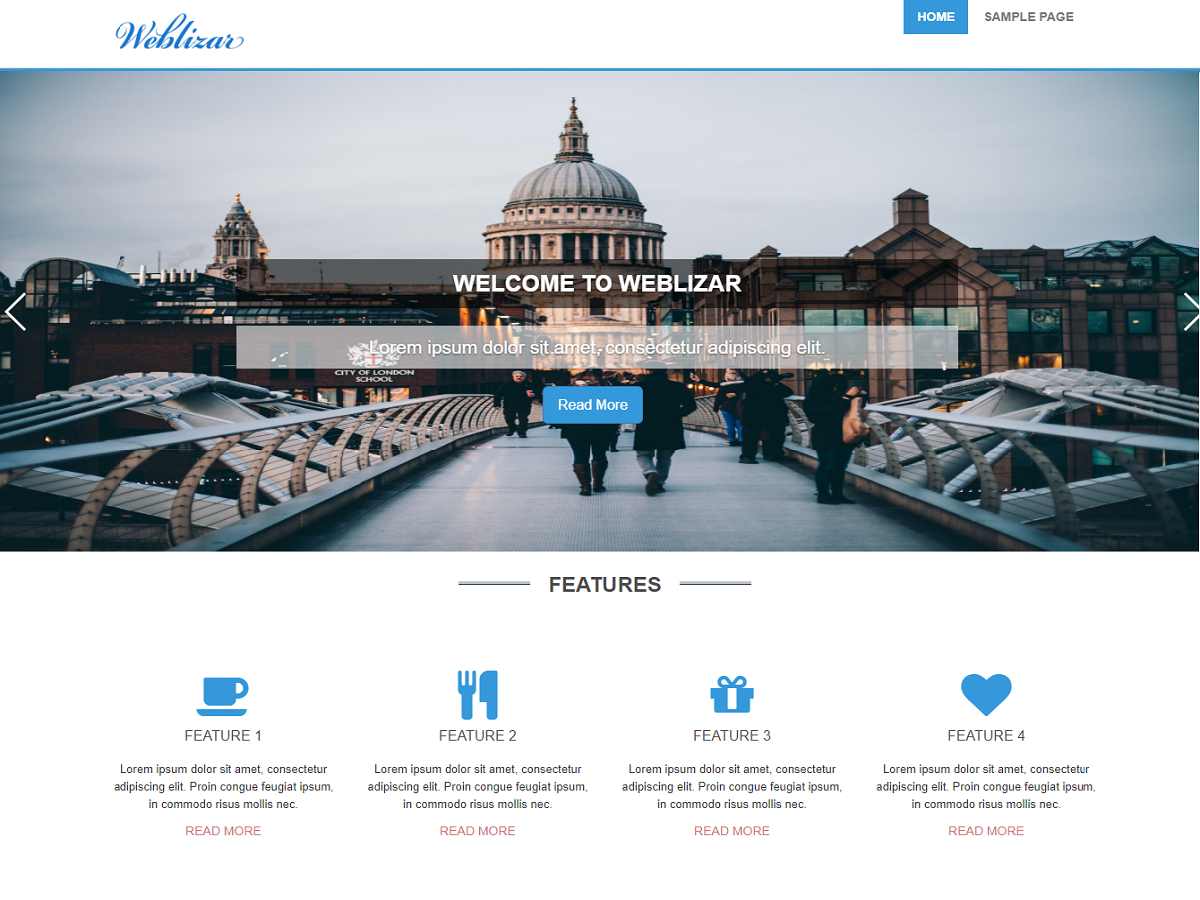 Weblizar
HOME SAMPLE PAGE
WELCOME TO WEBLIZAR
Lorem ipsum dolor sit amet, consectetur adipiscing elit.
CITY OF LONDON
SCHOOL
Read More
FEATURES
FEATURE 1
Lorem ipsum dolor sit amet, consectetur
adipiscing elit. Proin congue feugiat ipsum,
in commodo risus mollis nec.
READ MORE
FEATURE 2
Lorem ipsum dolor sit amet, consectetur
adipiscing elit. Proin congue feugiat ipsum,
in commodo risus mollis nec.
READ MORE
FEATURE 3
Lorem ipsum dolor sit amet, consectetur
adipiscing elit. Proin congue feugiat ipsum,
in commodo risus mollis nec.
READ MORE
FEATURE 4
Lorem ipsum dolor sit amet, consectetur
adipiscing elit. Proin congue feugiat ipsum,
in commodo risus mollis nec.
READ MORE